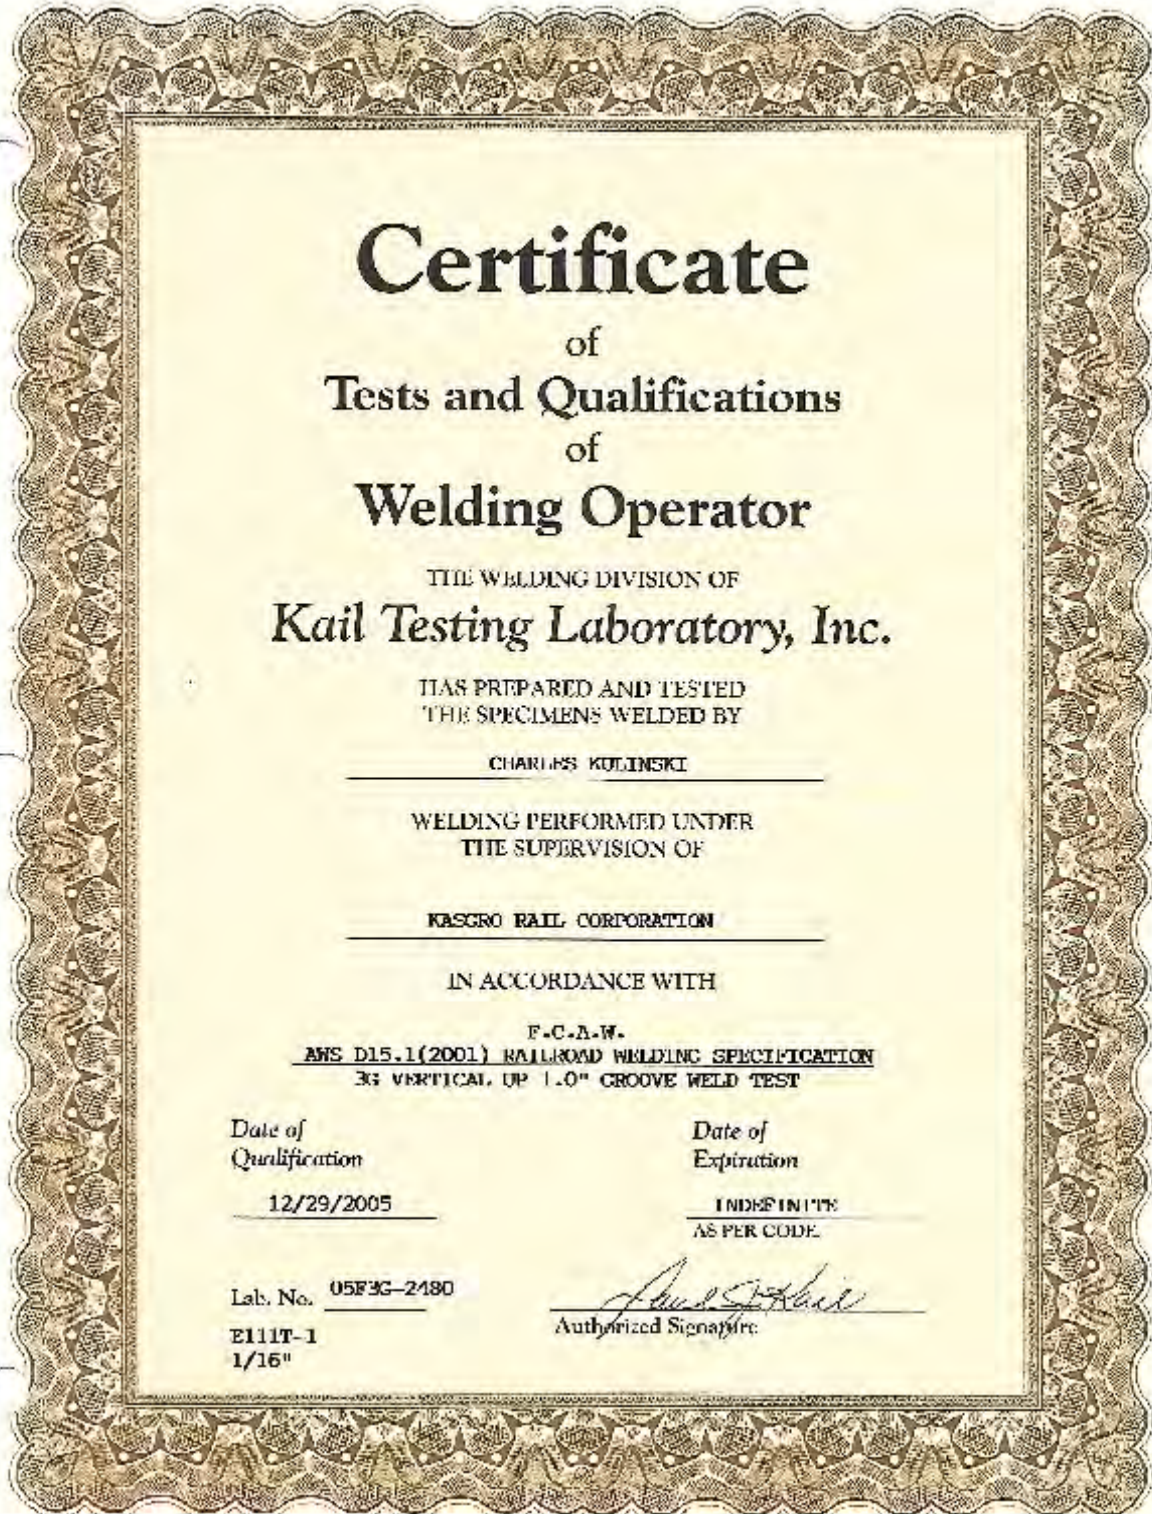 Certificate
of
Tests and Qualifications
of
Welding Operator
THE WELDING DIVISION OF
Kail Testing Laboratory, Inc.
HAS PREPARED AND TESTED
THE SPECIMENS WELDED BY
CHARLES KULINSKI
WELDING PERFORMED UNDER
THE SUPERVISION OF
KASGRO RAIL CORPORATION
IN ACCORDANCE WITH
F.C.A.W.
AWS D15.1(2001) RAILROAD WELDING SPECIFICATION
3G VERTICAL UP 1.0" GROOVE WELD TEST
Date of Date of
Qualification Expiration
12/29/2005 INDEFINITE
AS PER CODE
Lab. No. 05F3G-2480
Authorized Signature
E111T-1
1/16"